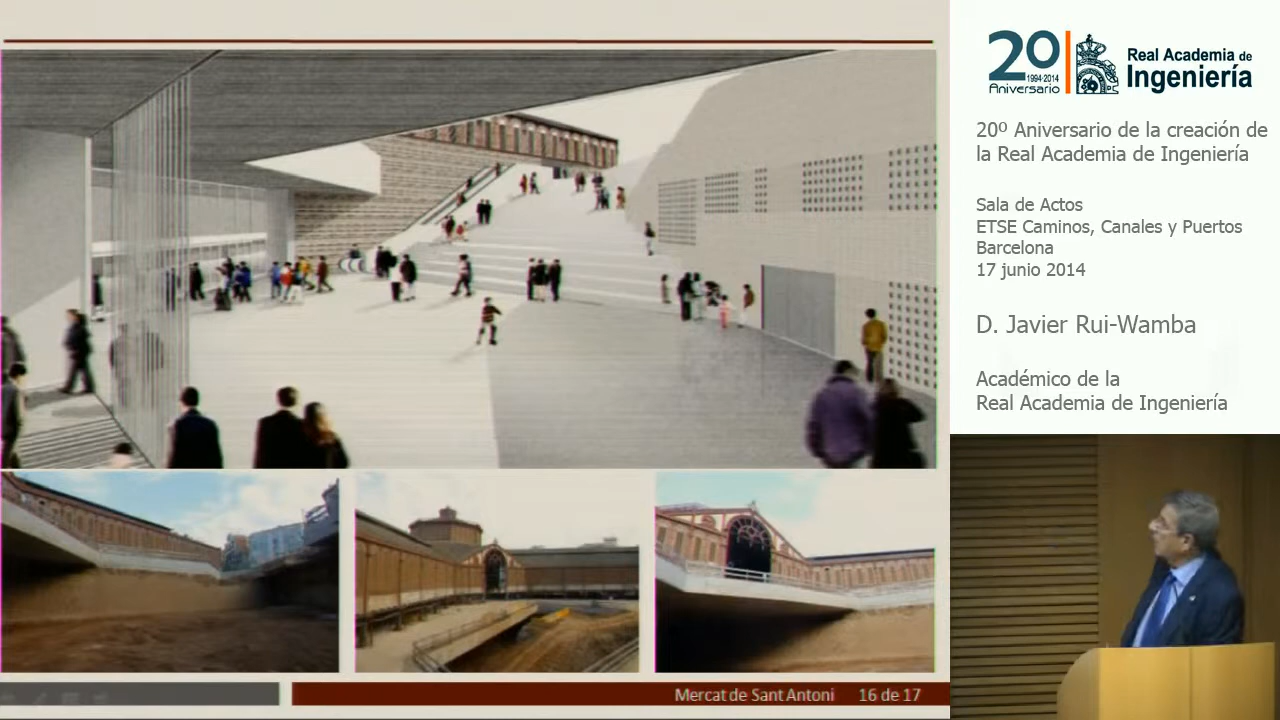 20
1994-2014
Aniversario
Real Academia de
Ingeniería
20º Aniversario de la creación de
la Real Academia de Ingeniería
Sala de Actos
ETSE Caminos, Canales y Puertos
Barcelona
17 junio 2014
D. Javier Rui-Wamba
Académico de la
Real Academia de Ingeniería
Mercat de Sant Antoni 16 de 17